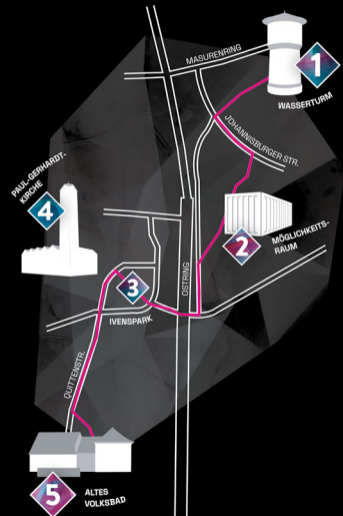 MASURENRING
1
WASSERTURM
JOHANNISBURGER STR.
PAUL-GERHARDT-
KIRCHE
4
2
MÖGLICHKEITS-
RAUM
OSTRING
3
IVENSPARK
QUITTENSTR.
5
ALTES
VOLKSBAD